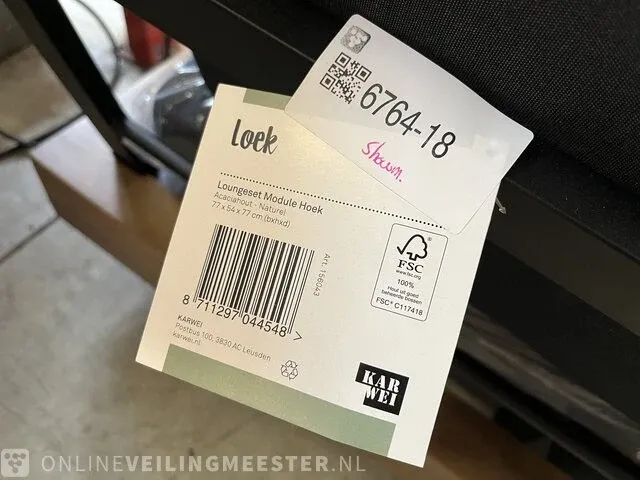 6764-18
Shawn.
Loek
Loungeset Module Hoek
Acaciahout - Naturel
77 x 54 x 77 cm (bxhxd)
Art. 156043
8 711297 044548 >
FSC
www.fsc.org
100%
Hout uit goed
beheerde bossen
FSC® C117418
KARWEI
Postbus 100, 3830 AC Leusden
karwei.nl
KAR
WEI
ONLINEVEILINGMEESTER.NL